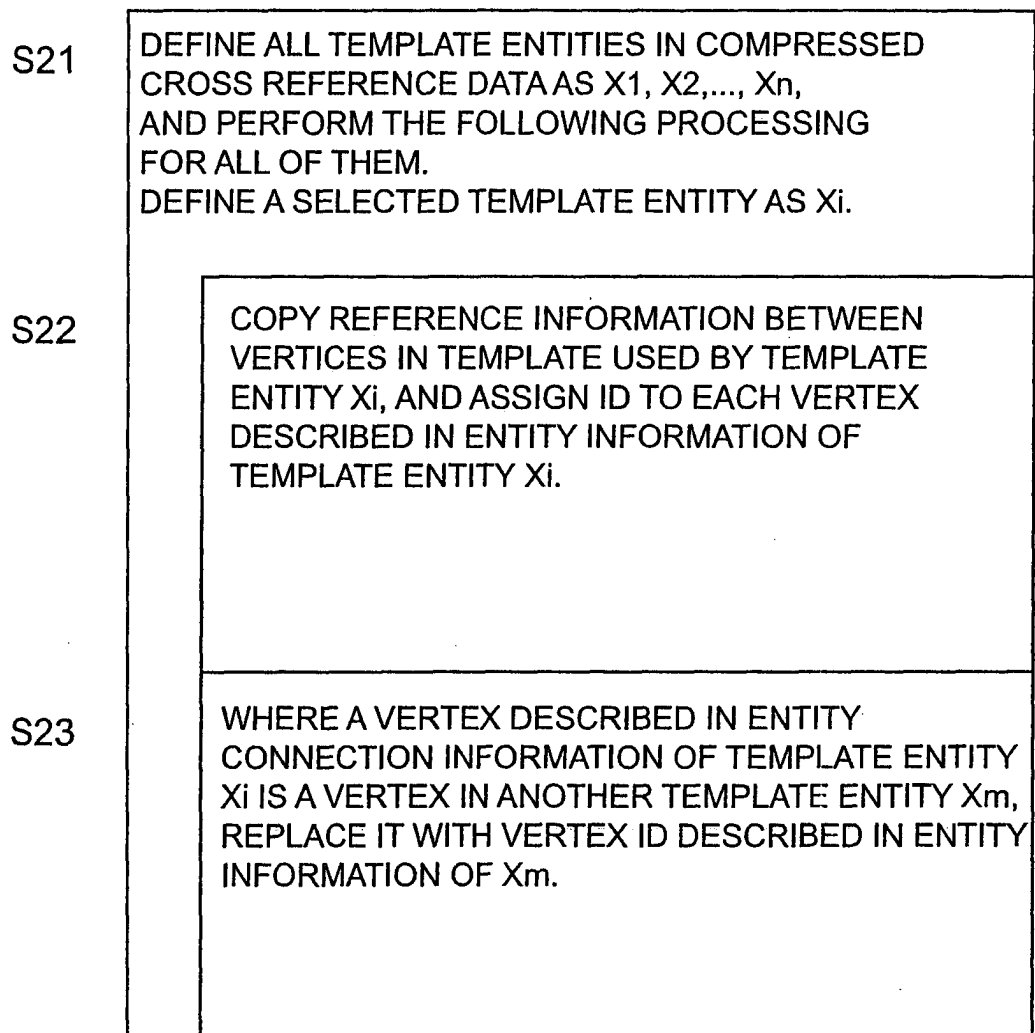 S21
DEFINE ALL TEMPLATE ENTITIES IN COMPRESSED
CROSS REFERENCE DATA AS X1, X2,..., Xn,
AND PERFORM THE FOLLOWING PROCESSING
FOR ALL OF THEM.
DEFINE A SELECTED TEMPLATE ENTITY AS Xi.
S22
COPY REFERENCE INFORMATION BETWEEN
VERTICES IN TEMPLATE USED BY TEMPLATE
ENTITY Xi, AND ASSIGN ID TO EACH VERTEX
DESCRIBED IN ENTITY INFORMATION OF
TEMPLATE ENTITY Xi.
S23
WHERE A VERTEX DESCRIBED IN ENTITY
CONNECTION INFORMATION OF TEMPLATE ENTITY
Xi IS A VERTEX IN ANOTHER TEMPLATE ENTITY Xm,
REPLACE IT WITH VERTEX ID DESCRIBED IN ENTITY
INFORMATION OF Xm.